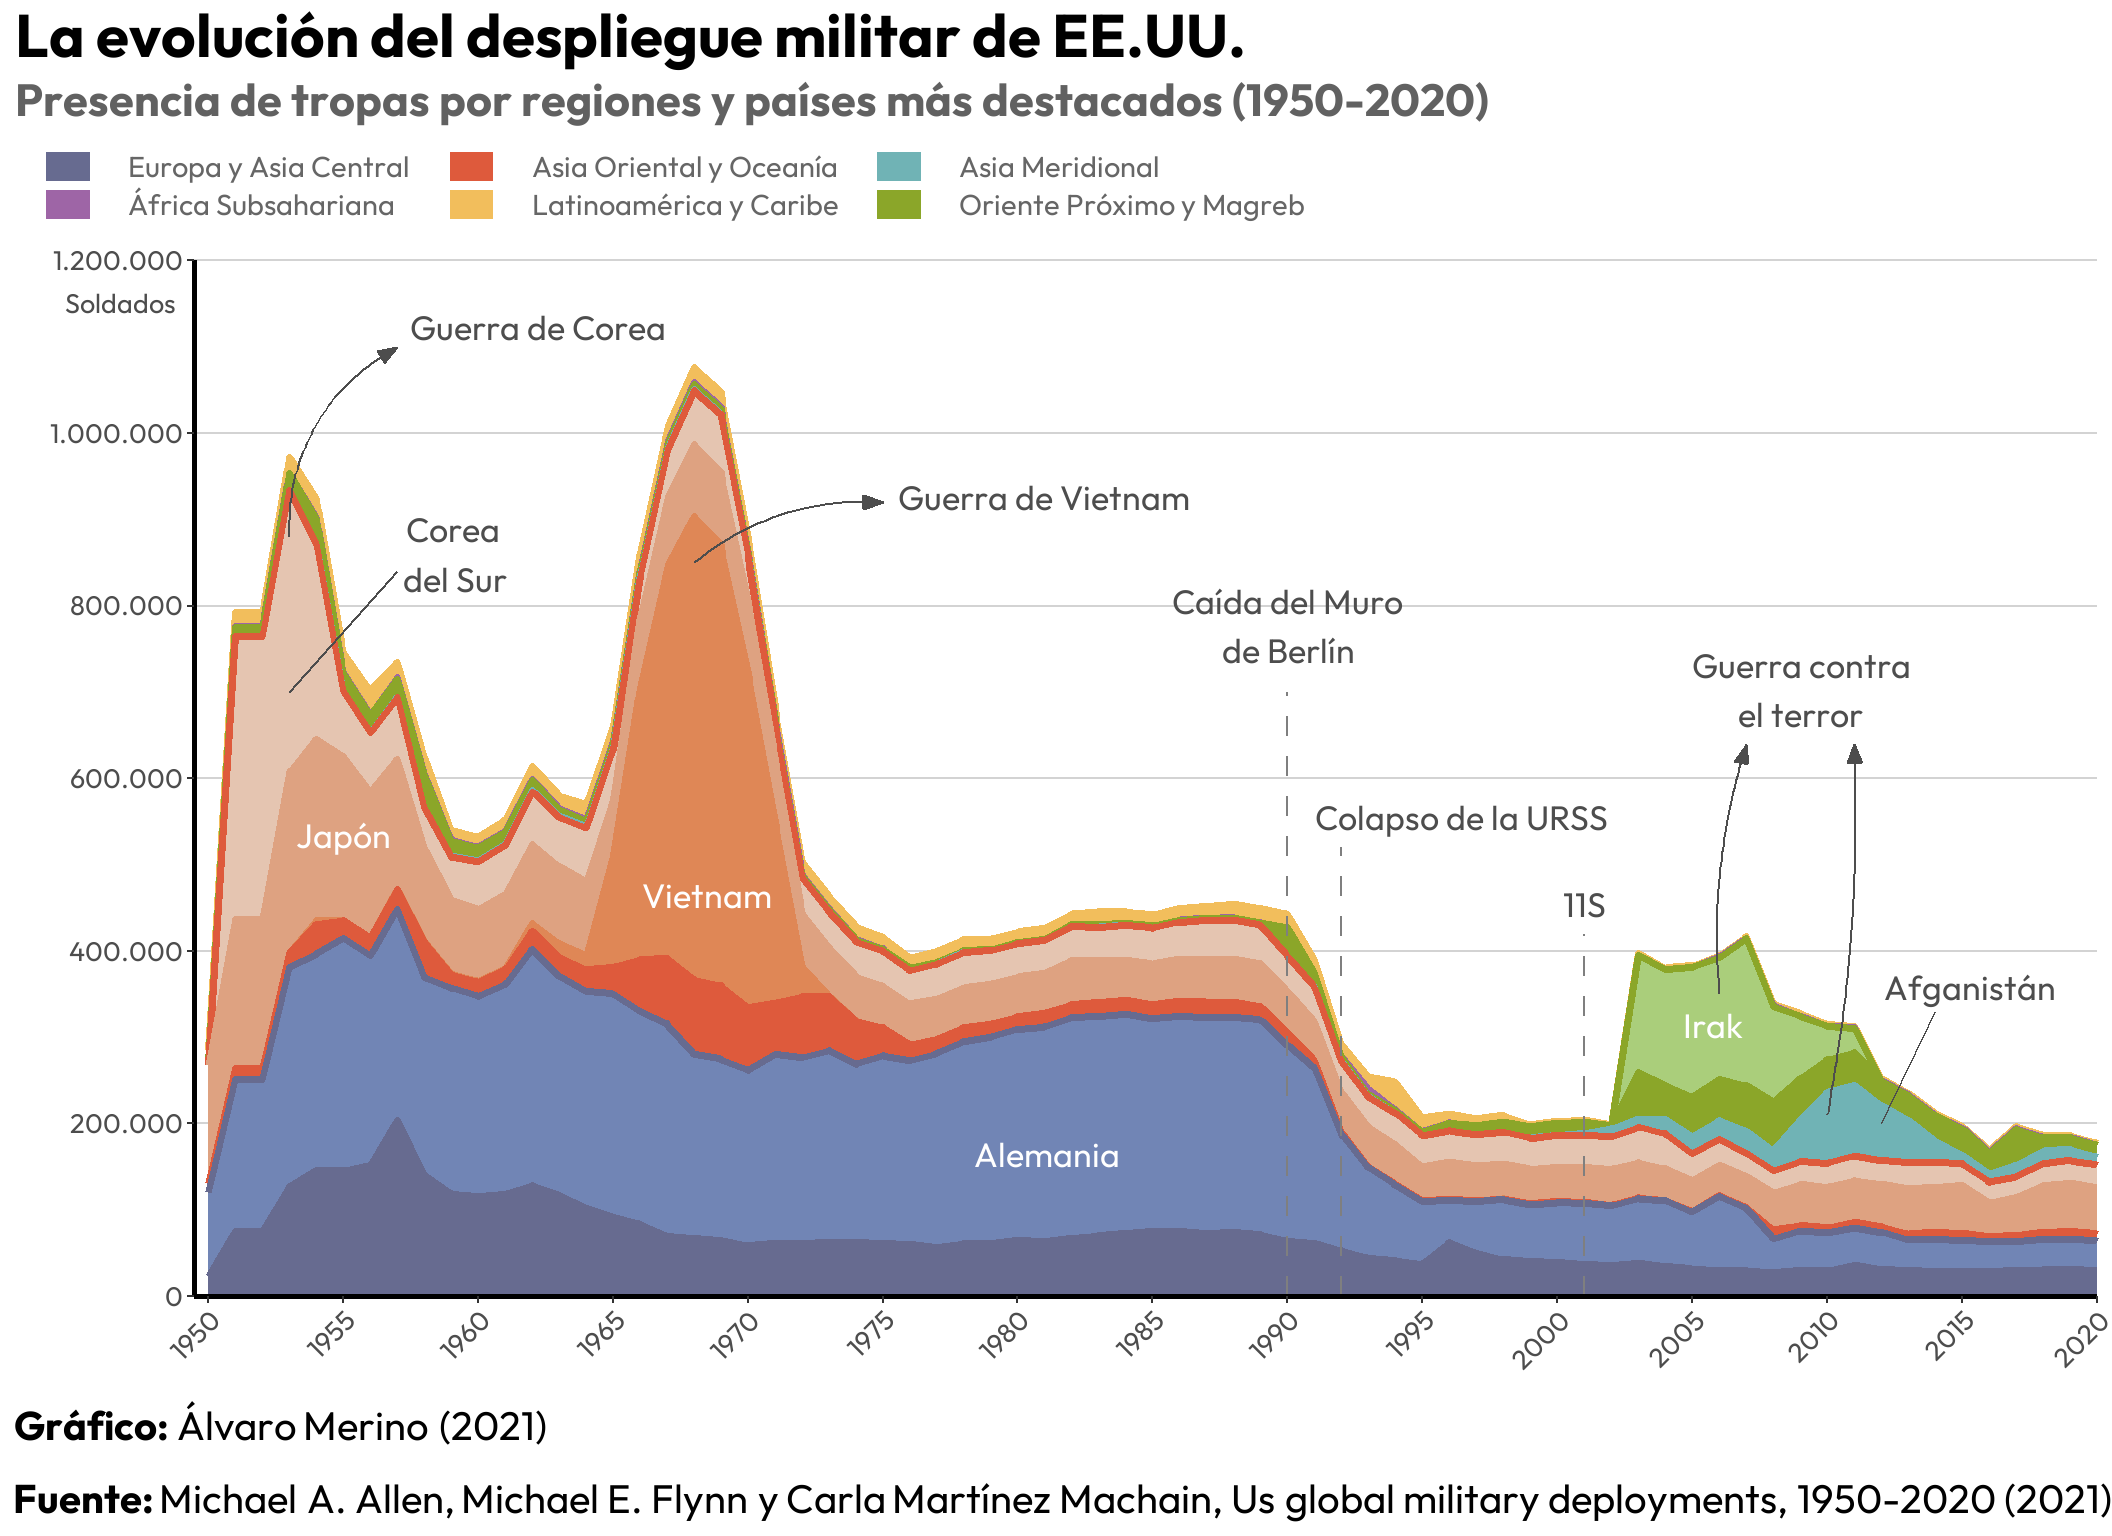 La evolución del despliegue militar de EE.UU.
Presencia de tropas por regiones y países más destacados (1950-2020)
Europa y Asia Central
Asia Oriental y Oceanía
Asia Meridional
África Subsahariana
Latinoamérica y Caribe
Oriente Próximo y Magreb
1.200.000
Soldados
1.000.000
800.000
600.000
400.000
200.000
0
Guerra de Corea
Corea
del Sur
Guerra de Vietnam
Caída del Muro
de Berlín
Guerra contra
el terror
Colapso de la URSS
11S
Afganistán
Japón
Vietnam
Irak
Alemania
1950
1955
1960
1965
1970
1975
1980
1985
1990
1995
2000
2005
2010
2015
2020
Gráfico: Álvaro Merino (2021)
Fuente: Michael A. Allen, Michael E. Flynn y Carla Martínez Machain, Us global military deployments, 1950-2020 (2021)